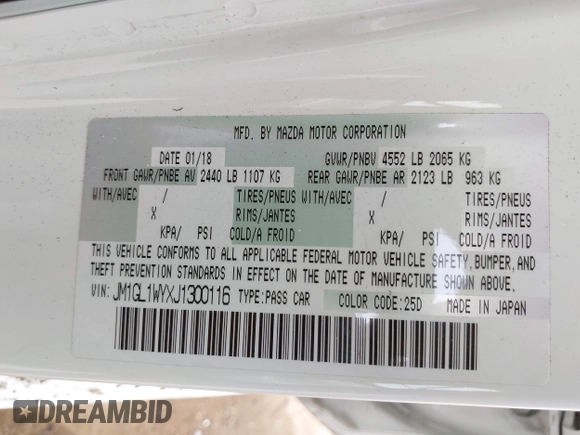 MFD. BY MAZDA MOTOR CORPORATION
DATE 01/18 GVWR/PNBV 4552 LB 2065 KG
FRONT GAWR/PNBE AV 2440 LB 1107 KG REAR GAWR/PNBE AR 2123 LB 963 KG
WITH/AVEC / TIRES/PNEUS WITH/AVEC / TIRES/PNEUS
X RIMS/JANTES X RIMS/JANTES
KPA/ PSI COLD/A FROID KPA/ PSI COLD/A FROID
THIS VEHICLE CONFORMS TO ALL APPLICABLE FEDERAL MOTOR VEHICLE SAFETY, BUMPER, AND
THEFT PREVENTION STANDARDS IN EFFECT ON THE DATE OF MANUFACTURE SHOWN ABOVE.
VIN: JM1GL1WYXJ1300116 TYPE: PASS CAR COLOR CODE: 25D MADE IN JAPAN
DREAMBID